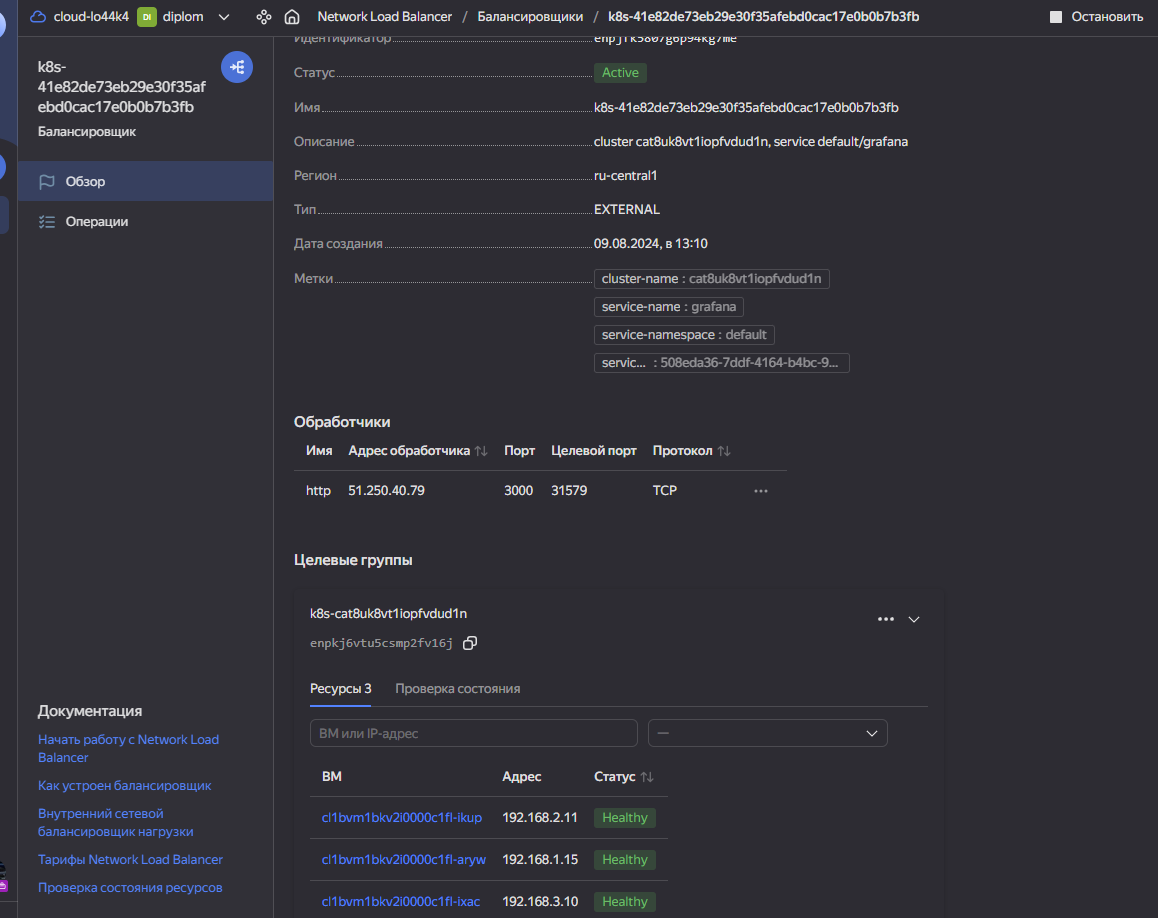 cloud-lo44k4 DI diplom Network Load Balancer / Балансировщики / k8s-41e82de73eb29e30f35afebd0cac17e0b0b7b3fb Остановить
k8s-
41e82de73eb29e30f35af
ebd0cac17e0b0b7b3fb
Балансировщик
Обзор
Операции
Документация
Начать работу с Network Load
Balancer
Как устроен балансировщик
Внутренний сетевой
балансировщик нагрузки
Тарифы Network Load Balancer
Проверка состояния ресурсов
Идентификатор
Статус Active
Имя k8s-41e82de73eb29e30f35afebd0cac17e0b0b7b3fb
Описание cluster cat8uk8vt1iopfvdud1n, service default/grafana
Регион ru-central1
Тип EXTERNAL
Дата создания 09.08.2024, в 13:10
Метки cluster-name : cat8uk8vt1iopfvdud1n
service-name : grafana
service-namespace : default
servic... : 508eda36-7ddf-4164-b4bc-9...
Обработчики
Имя Адрес обработчика Порт Целевой порт Протокол
http 51.250.40.79 3000 31579 TCP
Целевые группы
k8s-cat8uk8vt1iopfvdud1n
enpkj6vtu5csmp2fv16j
Ресурсы 3 Проверка состояния
ВМ или IP-адрес —
ВМ Адрес Статус
cl1bvm1bkv2i0000c1fl-ikup 192.168.2.11 Healthy
cl1bvm1bkv2i0000c1fl-aryw 192.168.1.15 Healthy
cl1bvm1bkv2i0000c1fl-ixac 192.168.3.10 Healthy